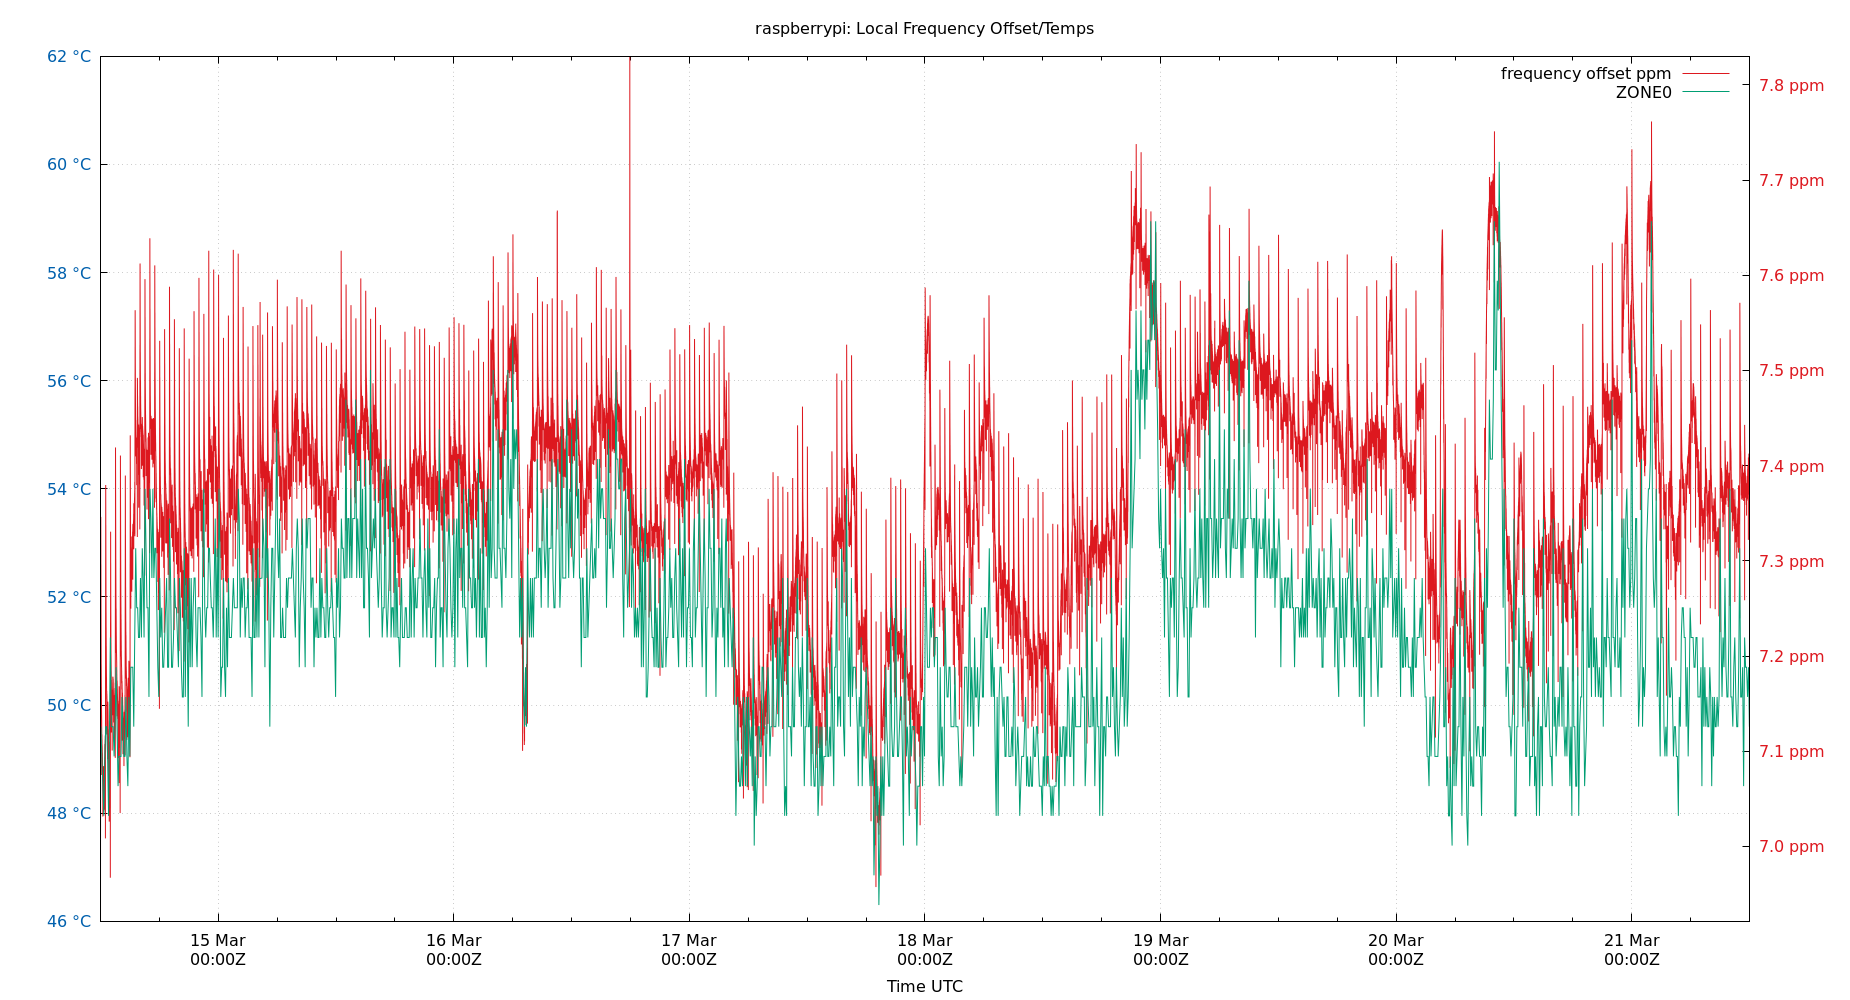 raspberrypi: Local Frequency Offset/Temps
62 °C
60 °C
58 °C
56 °C
54 °C
52 °C
50 °C
48 °C
46 °C
frequency offset ppm
ZONE0
7.8 ppm
7.7 ppm
7.6 ppm
7.5 ppm
7.4 ppm
7.3 ppm
7.2 ppm
7.1 ppm
7.0 ppm
15 Mar
00:00Z
16 Mar
00:00Z
17 Mar
00:00Z
18 Mar
00:00Z
19 Mar
00:00Z
20 Mar
00:00Z
21 Mar
00:00Z
Time UTC